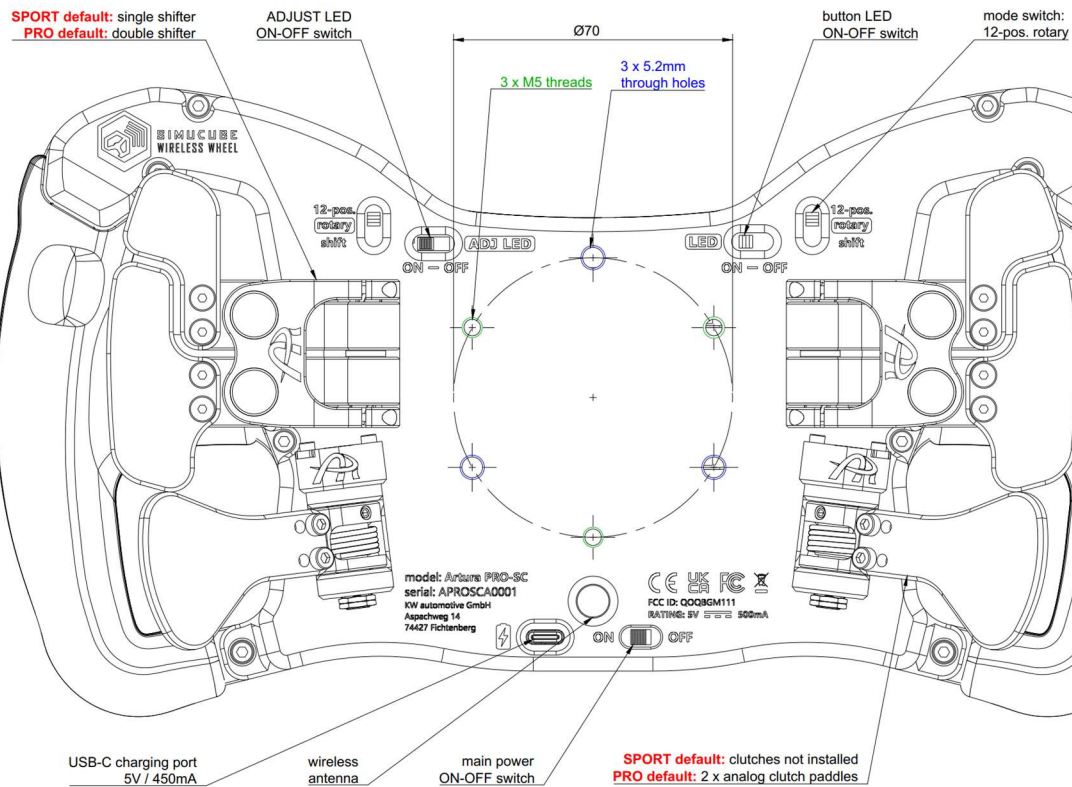 SPORT default: single shifter
PRO default: double shifter
ADJUST LED
ON-OFF switch
Ø70
3 x M5 threads
3 x 5.2mm
through holes
button LED
ON-OFF switch
mode switch:
12-pos. rotary
SIMUCUBE
WIRELESS WHEEL
12-pos.
rotary
shift
ADJ LED
ON – OFF
LED
ON – OFF
12-pos.
rotary
shift
model: Artura PRO-SC
serial: APROSCA0001
KW automotive GmbH
Aspachweg 14
74427 Fichtenberg
CE UK CA FC
FCC ID: QOQBGM111
RATING: 5V 500mA
ON OFF
USB-C charging port
5V / 450mA
wireless
antenna
main power
ON-OFF switch
SPORT default: clutches not installed
PRO default: 2 x analog clutch paddles